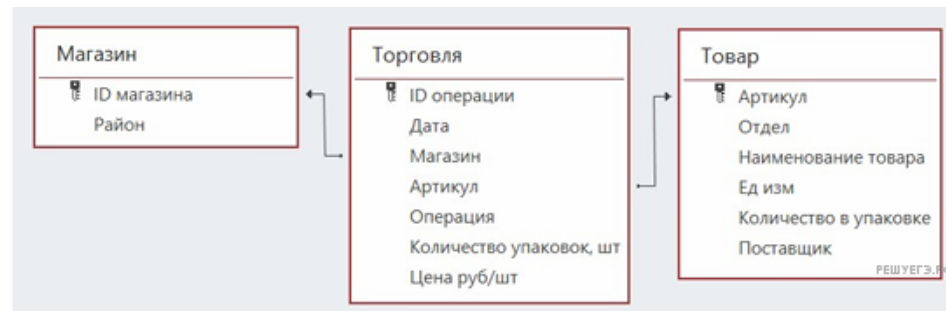 Магазин
ID магазина
Район
Торговля
ID операции
Дата
Магазин
Артикул
Операция
Количество упаковок, шт
Цена руб/шт
Товар
Артикул
Отдел
Наименование товара
Ед изм
Количество в упаковке
Поставщик